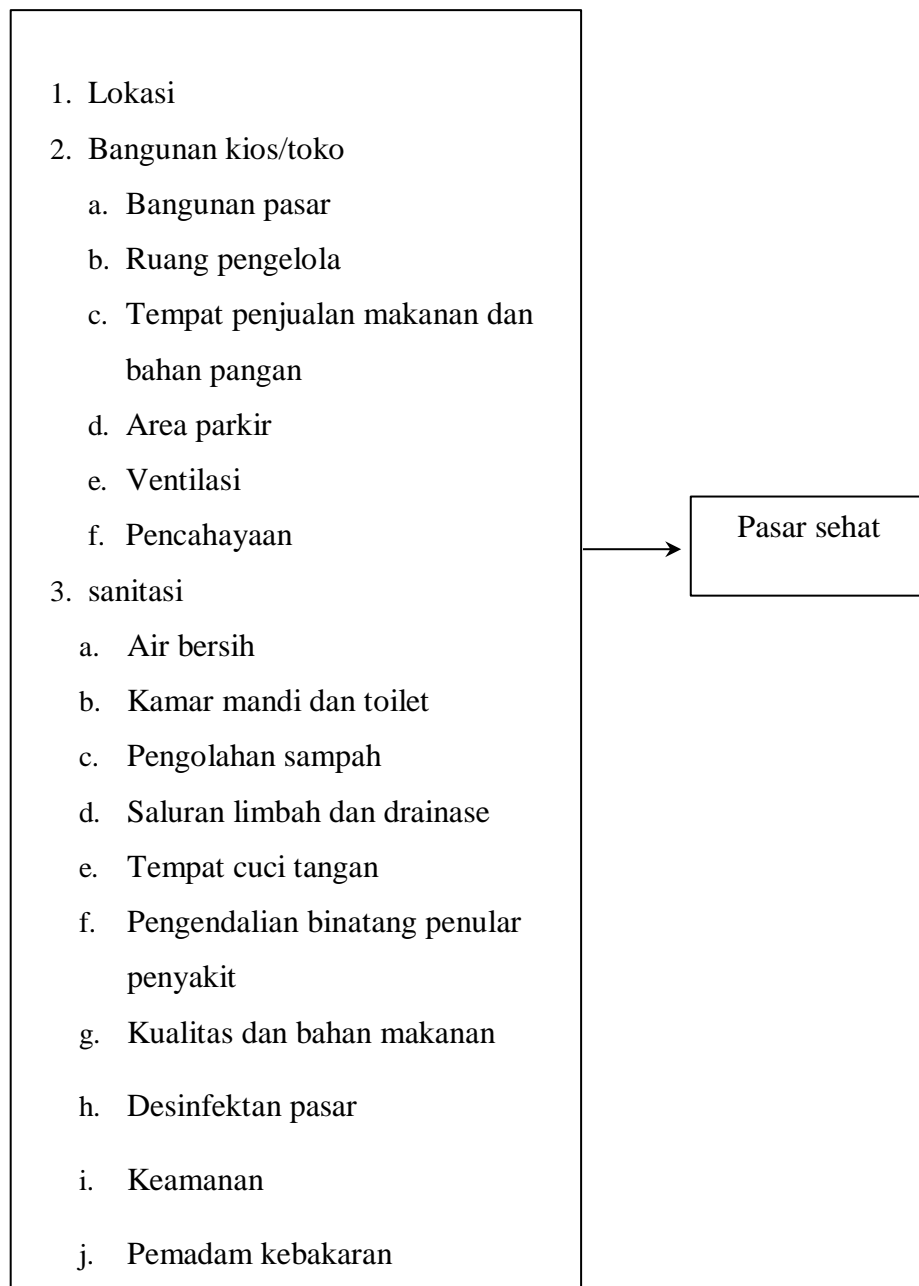 1. Lokasi
2. Bangunan kios/toko
a. Bangunan pasar
b. Ruang pengelola
c. Tempat penjualan makanan dan
bahan pangan
d. Area parkir
e. Ventilasi
f. Pencahayaan
3. sanitasi
a. Air bersih
b. Kamar mandi dan toilet
c. Pengolahan sampah
d. Saluran limbah dan drainase
e. Tempat cuci tangan
f. Pengendalian binatang penular
penyakit
g. Kualitas dan bahan makanan
h. Desinfektan pasar
i. Keamanan
j. Pemadam kebakaran
Pasar sehat